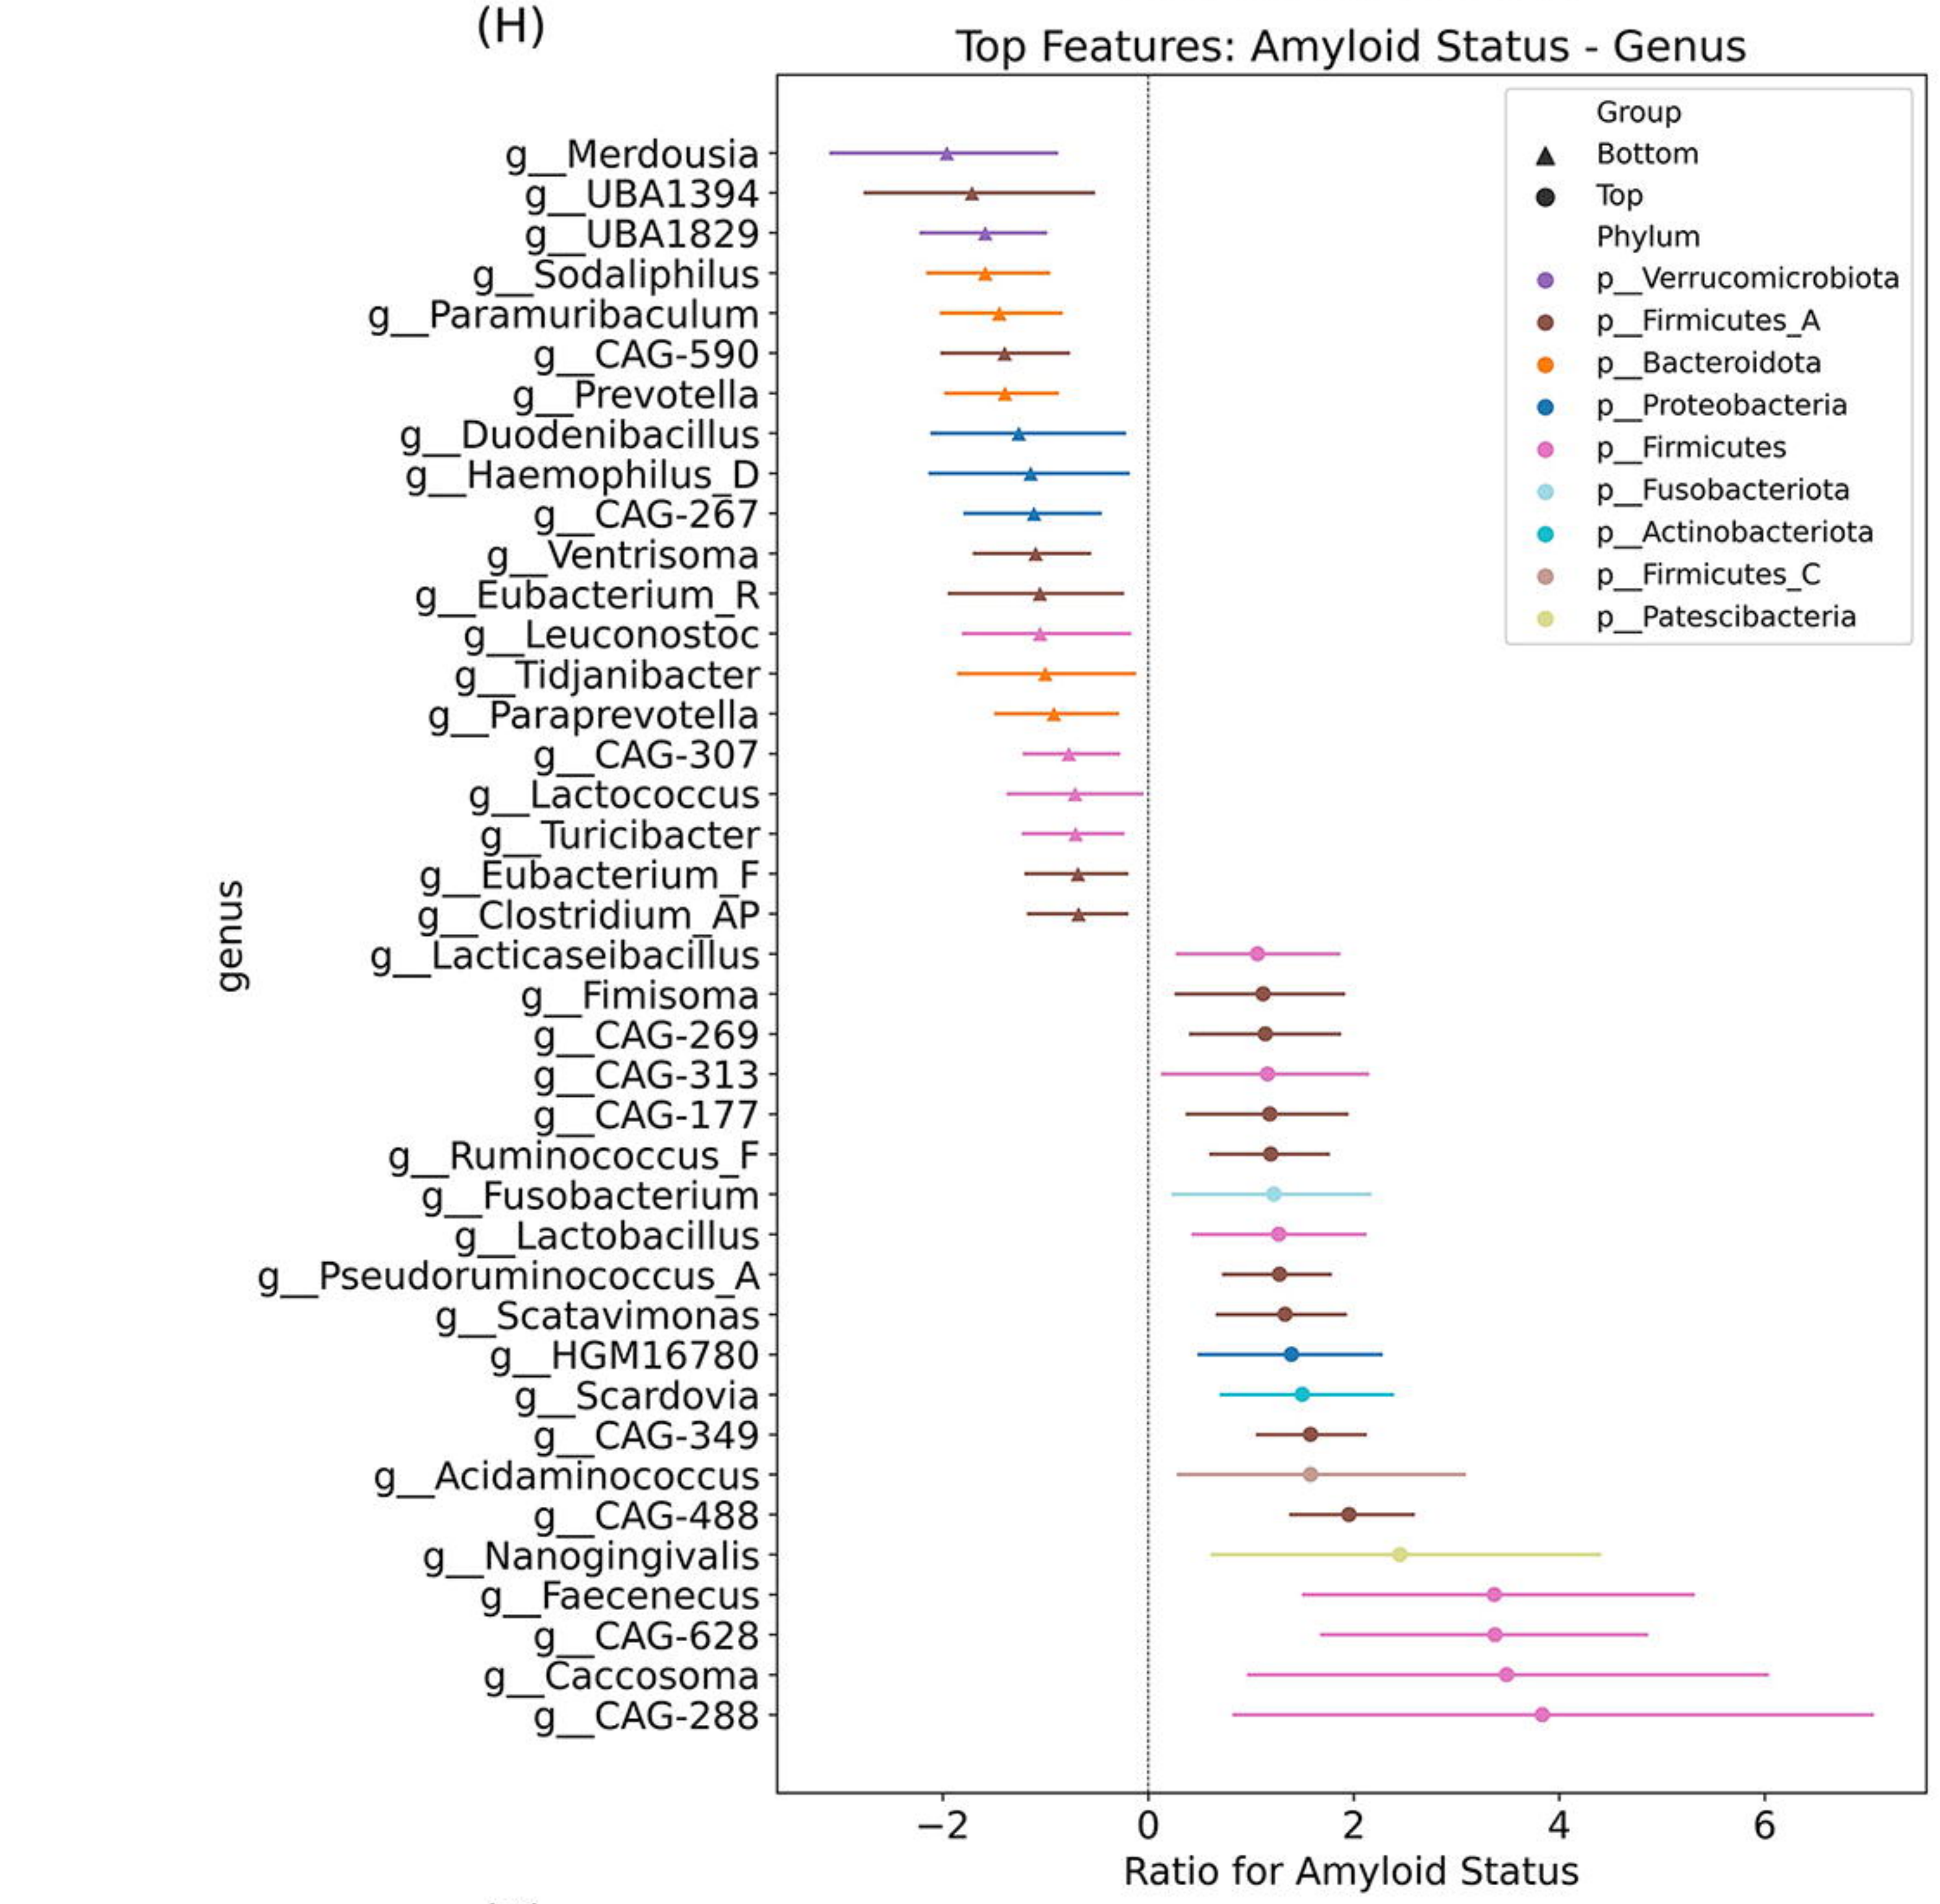 (H)
Top Features: Amyloid Status - Genus
Group
Bottom
Top
Phylum
p__Verrucomicrobiota
p__Firmicutes_A
p__Bacteroidota
p__Proteobacteria
p__Firmicutes
p__Fusobacteriota
p__Actinobacteriota
p__Firmicutes_C
p__Patescibacteria
genus
g__Merdousia
g__UBA1394
g__UBA1829
g__Sodaliphilus
g__Paramuribaculum
g__CAG-590
g__Prevotella
g__Duodenibacillus
g__Haemophilus_D
g__CAG-267
g__Ventrisoma
g__Eubacterium_R
g__Leuconostoc
g__Tidjanibacter
g__Paraprevotella
g__CAG-307
g__Lactococcus
g__Turicibacter
g__Eubacterium_F
g__Clostridium_AP
g__Lacticaseibacillus
g__Fimisoma
g__CAG-269
g__CAG-313
g__CAG-177
g__Ruminococcus_F
g__Fusobacterium
g__Lactobacillus
g__Pseudoruminococcus_A
g__Scatavimonas
g__HGM16780
g__Scardovia
g__CAG-349
g__Acidaminococcus
g__CAG-488
g__Nanogingivalis
g__Faecenecus
g__CAG-628
g__Caccosoma
g__CAG-288
−2 0 2 4 6
Ratio for Amyloid Status